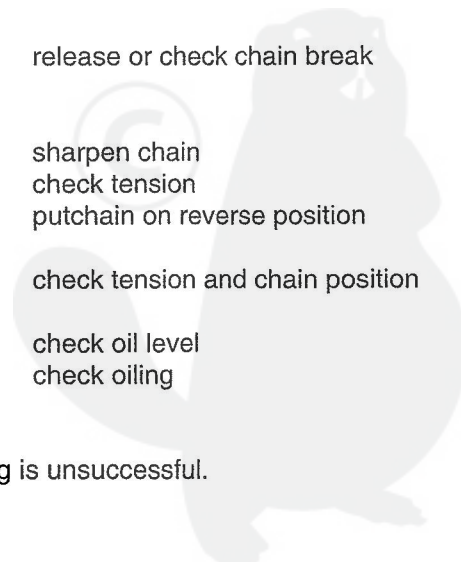 release or check chain break
sharpen chain
check tension
putchain on reverse position
check tension and chain position
check oil level
check oiling
g is unsuccessful.